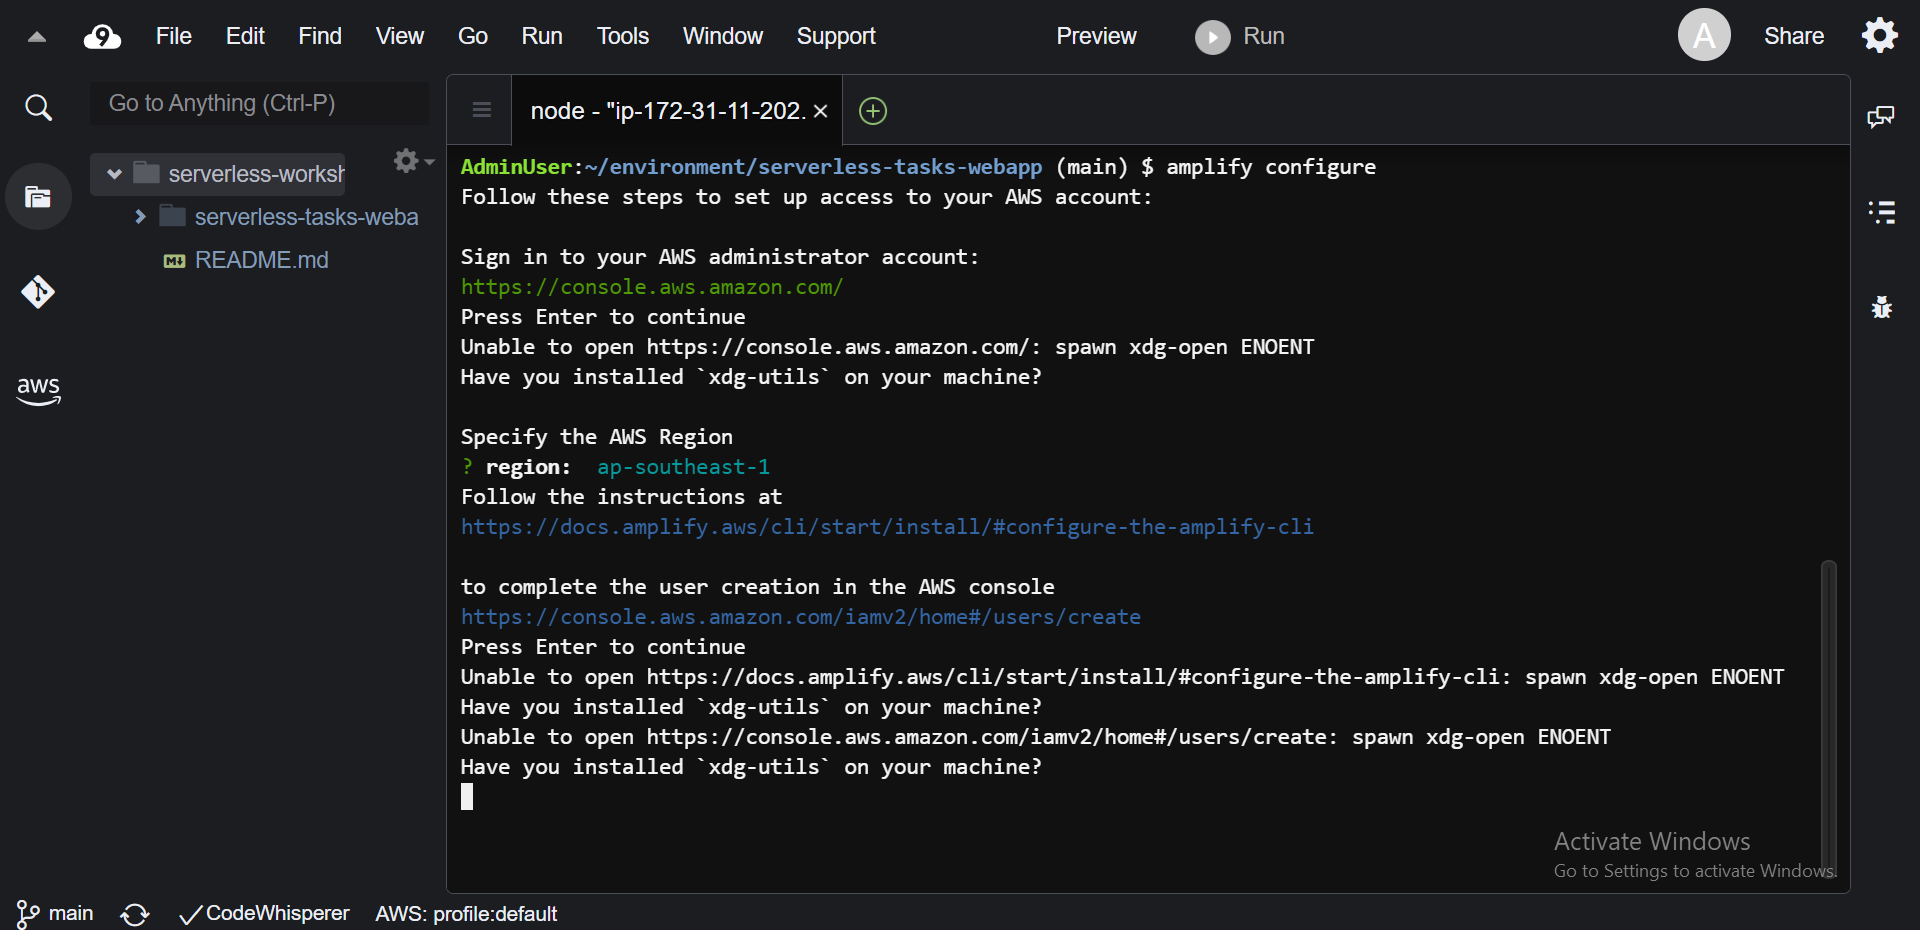 9 File Edit Find View Go Run Tools Window Support Preview Run A Share
Go to Anything (Ctrl-P)
node - "ip-172-31-11-202.
serverless-worksh
serverless-tasks-weba
M↓ README.md
aws
AdminUser:~/environment/serverless-tasks-webapp (main) $ amplify configure
Follow these steps to set up access to your AWS account:
Sign in to your AWS administrator account:
https://console.aws.amazon.com/
Press Enter to continue
Unable to open https://console.aws.amazon.com/: spawn xdg-open ENOENT
Have you installed `xdg-utils` on your machine?
Specify the AWS Region
? region:  ap-southeast-1
Follow the instructions at
https://docs.amplify.aws/cli/start/install/#configure-the-amplify-cli
to complete the user creation in the AWS console
https://console.aws.amazon.com/iamv2/home#/users/create
Press Enter to continue
Unable to open https://docs.amplify.aws/cli/start/install/#configure-the-amplify-cli: spawn xdg-open ENOENT
Have you installed `xdg-utils` on your machine?
Unable to open https://console.aws.amazon.com/iamv2/home#/users/create: spawn xdg-open ENOENT
Have you installed `xdg-utils` on your machine?
Activate Windows
Go to Settings to activate Windows.
main CodeWhisperer AWS: profile:default